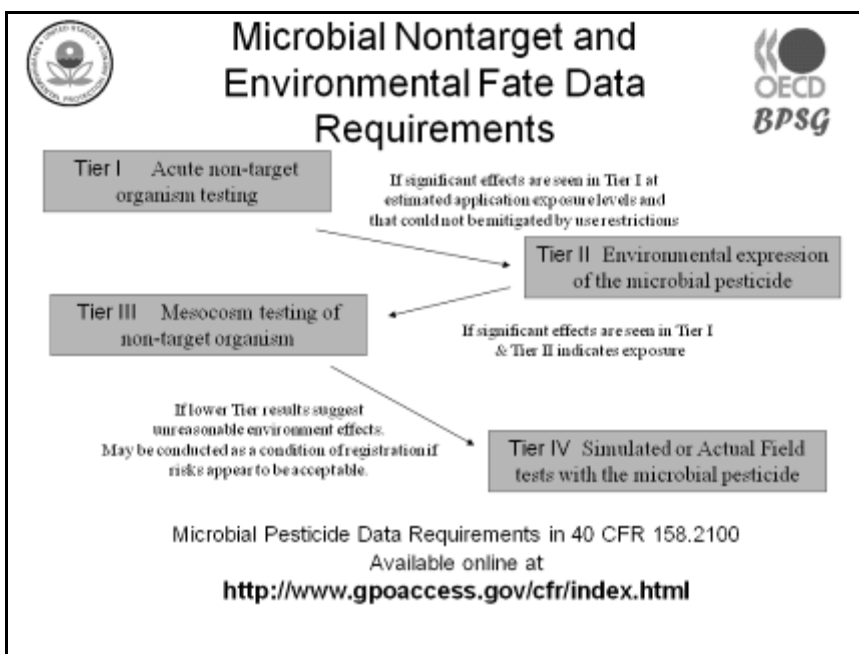 Microbial Nontarget and
Environmental Fate Data
Requirements
OECD
BPSG
Tier I Acute non-target
organism testing
If significant effects are seen in Tier I at
estimated application exposure levels and
that could not be mitigated by use restrictions
Tier II Environmental expression
of the microbial pesticide
Tier III Mesocosm testing of
non-target organism
If significant effects are seen in Tier I
& Tier II indicates exposure
If lower Tier results suggest
unreasonable environment effects.
May be conducted as a condition of registration if
risks appear to be acceptable.
Tier IV Simulated or Actual Field
tests with the microbial pesticide
Microbial Pesticide Data Requirements in 40 CFR 158.2100
Available online at
http://www.gpoaccess.gov/cfr/index.html